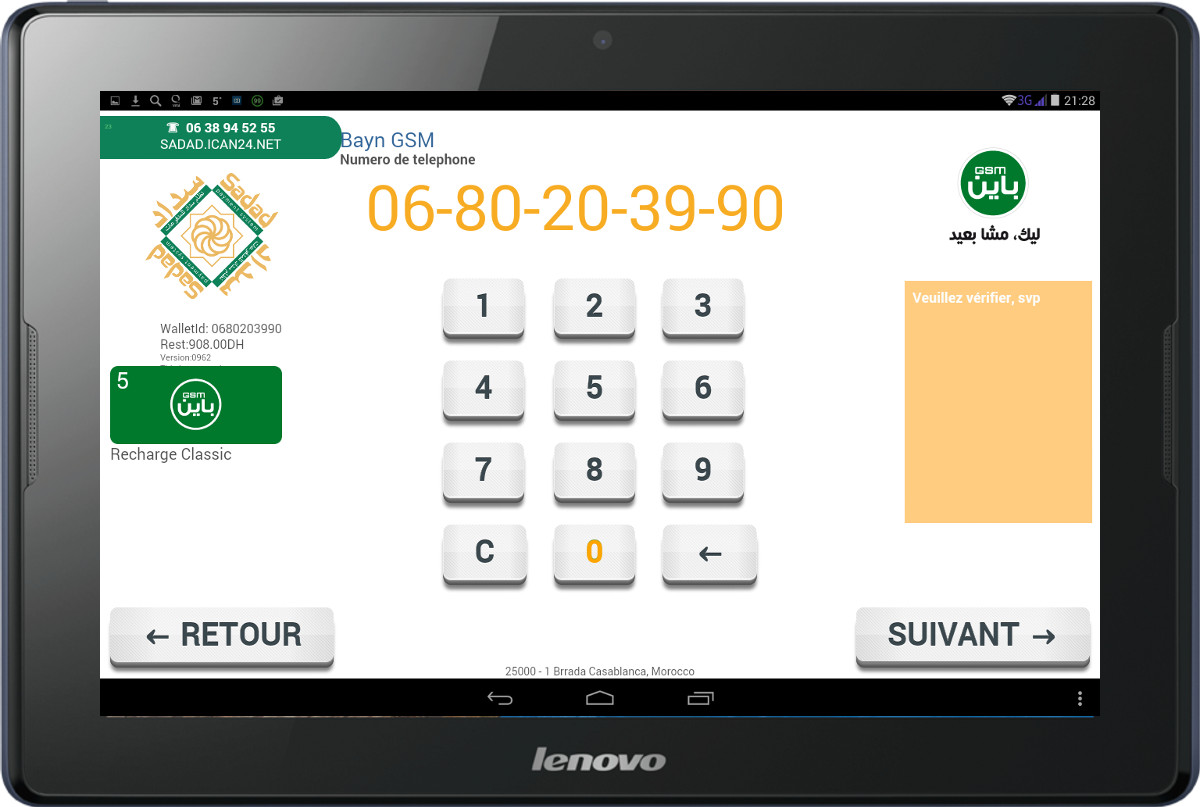 21:28
3G
5°
06 38 94 52 55
SADAD.ICAN24.NET
Bayn GSM
Numero de telephone
06-80-20-39-90
GSM
باين
ليك، مشا بعيد
Sadad
سداد
Sadad
سداد
WalletId: 0680203990
Rest:908.00DH
Version:0962
5
GSM
باين
Recharge Classic
1 2 3
4 5 6
7 8 9
C 0 ←
Veuillez vérifier, svp
← RETOUR
SUIVANT →
25000 - 1 Brrada Casablanca, Morocco
lenovo